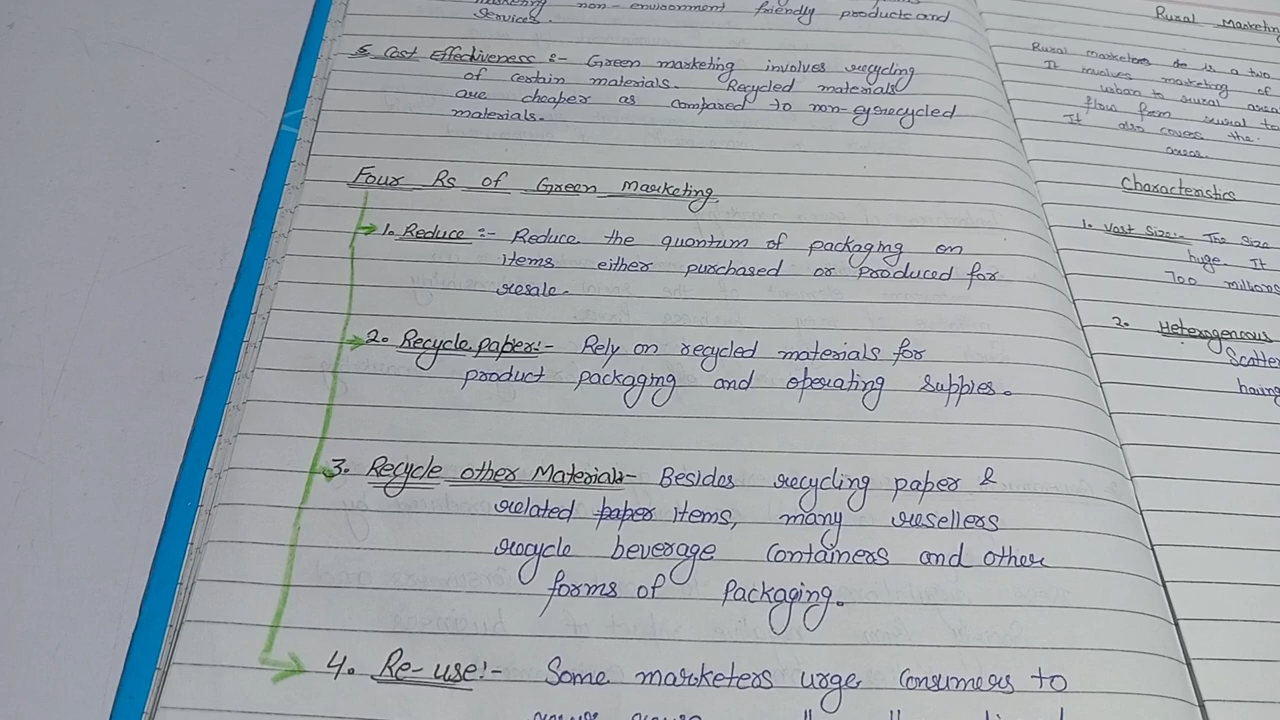 non-environment friendly products and
services.
5 Cost Effectiveness :- Green marketing involves recycling
of certain materials. Recycled materials
are cheaper as compared to non-recycled
materials.
Four Rs of Green Marketing
1. Reduce :- Reduce the quantum of packaging on
items either purchased or produced for
resale.
2. Recycle paper:- Rely on recycled materials for
product packaging and operating suppies.
3. Recycle other Materials- Besides recycling paper &
related paper items, many resellers
recycle beverage containers and other
forms of Packaging.
4. Re-use:- Some marketers urge Consumers to
Rural Marketing
Rural marketers is a two
It involves marketing of
urban to rural area
flow from rural to
It also covers the
areas.
Characteristics
1. Vast Size:- The size
huge. It
700 millions
2. Heterogenous
Scatter
having